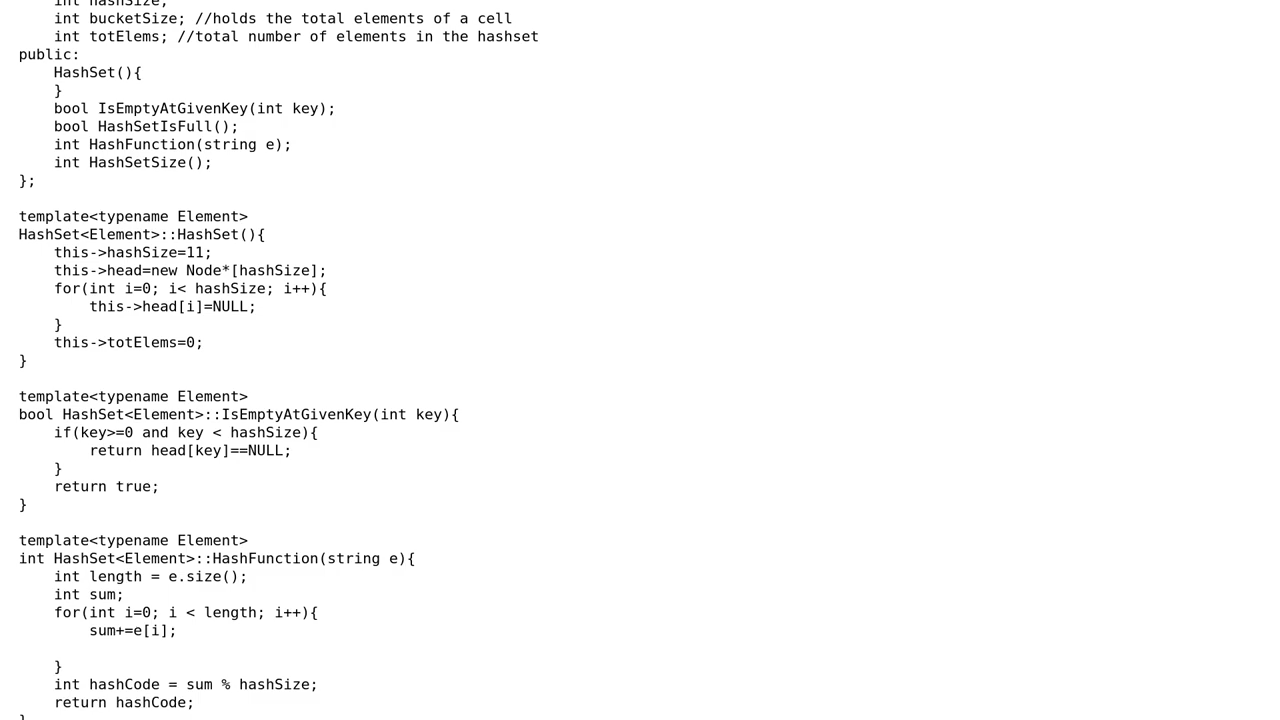 int hashSize;
int bucketSize; //holds the total elements of a cell
int totElems; //total number of elements in the hashset
public:
HashSet(){
}
bool IsEmptyAtGivenKey(int key);
bool HashSetIsFull();
int HashFunction(string e);
int HashSetSize();
};
template<typename Element>
HashSet<Element>::HashSet(){
this->hashSize=11;
this->head=new Node*[hashSize];
for(int i=0; i< hashSize; i++){
this->head[i]=NULL;
}
this->totElems=0;
}
template<typename Element>
bool HashSet<Element>::IsEmptyAtGivenKey(int key){
if(key>=0 and key < hashSize){
return head[key]==NULL;
}
return true;
}
template<typename Element>
int HashSet<Element>::HashFunction(string e){
int length = e.size();
int sum;
for(int i=0; i < length; i++){
sum+=e[i];
}
int hashCode = sum % hashSize;
return hashCode;
}